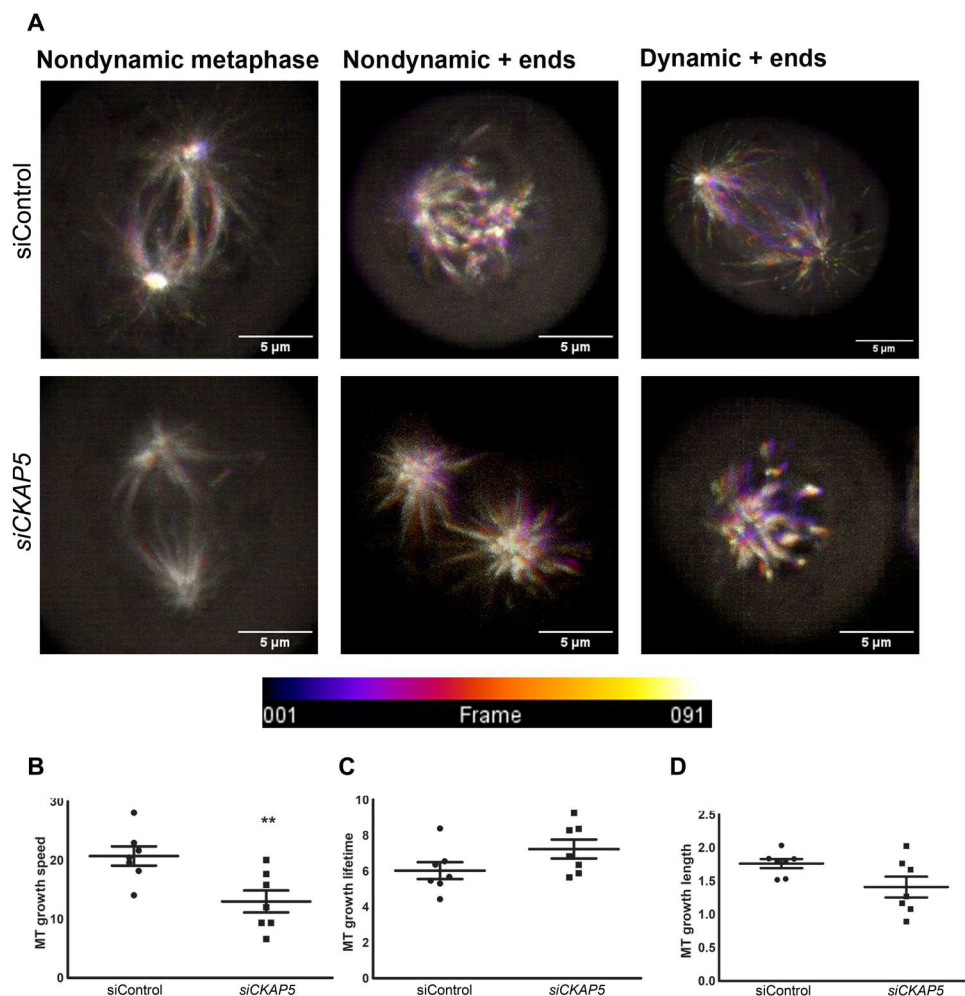 A
Nondynamic metaphase
Nondynamic + ends
Dynamic + ends
siControl
5 µm
5 µm
5 µm
siCKAP5
5 µm
5 µm
5 µm
001 Frame 091
B
MT growth speed
30
20
10
0
**
siControl
siCKAP5
C
MT growth lifetime
10
8
6
4
2
0
siControl
siCKAP5
D
MT growth length
2.5
2.0
1.5
1.0
0.5
0.0
siControl
siCKAP5